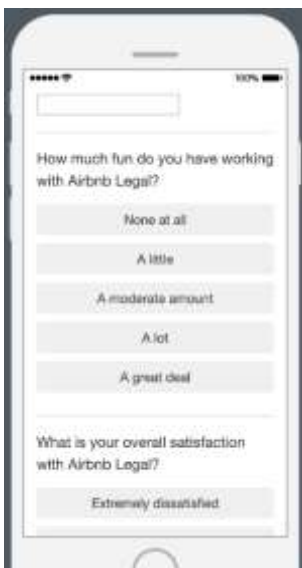 100%
How much fun do you have working
with Airbnb Legal?
None at all
A little
A moderate amount
A lot
A great deal
What is your overall satisfaction
with Airbnb Legal?
Extremely dissatisfied